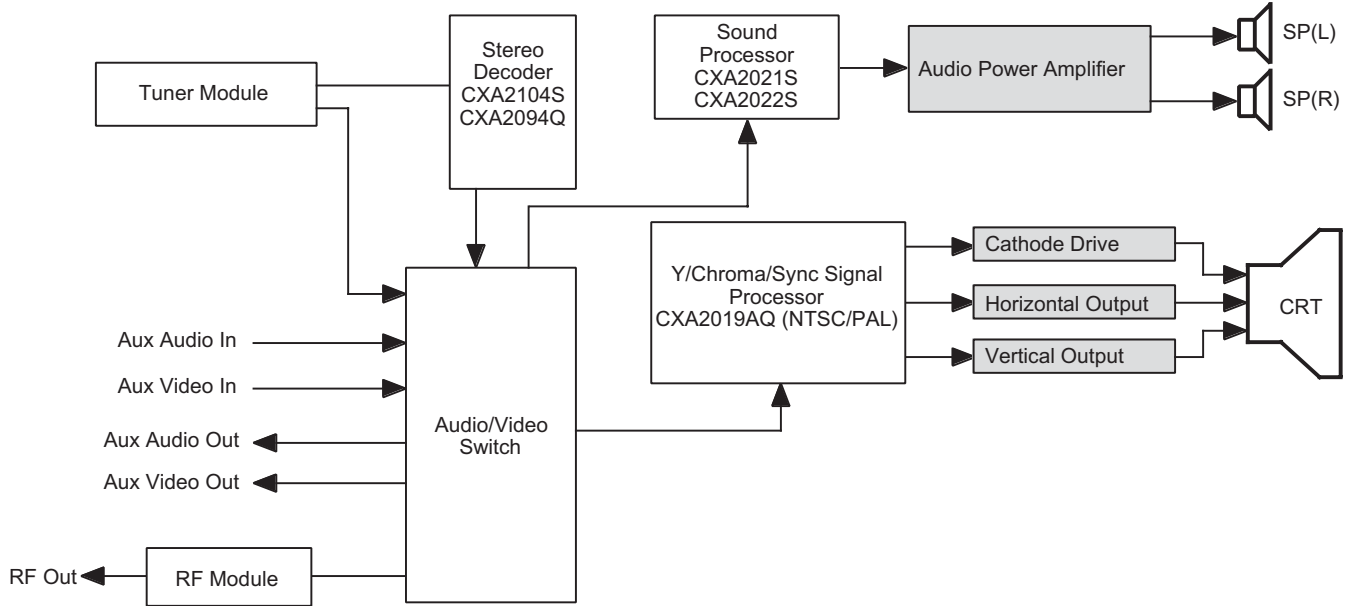 Tuner Module
Stereo
Decoder
CXA2104S
CXA2094Q
Sound
Processor
CXA2021S
CXA2022S
Audio Power Amplifier
SP(L)
SP(R)
Y/Chroma/Sync Signal
Processor
CXA2019AQ (NTSC/PAL)
Cathode Drive
Horizontal Output
Vertical Output
CRT
Aux Audio In
Aux Video In
Aux Audio Out
Aux Video Out
Audio/Video
Switch
RF Out
RF Module